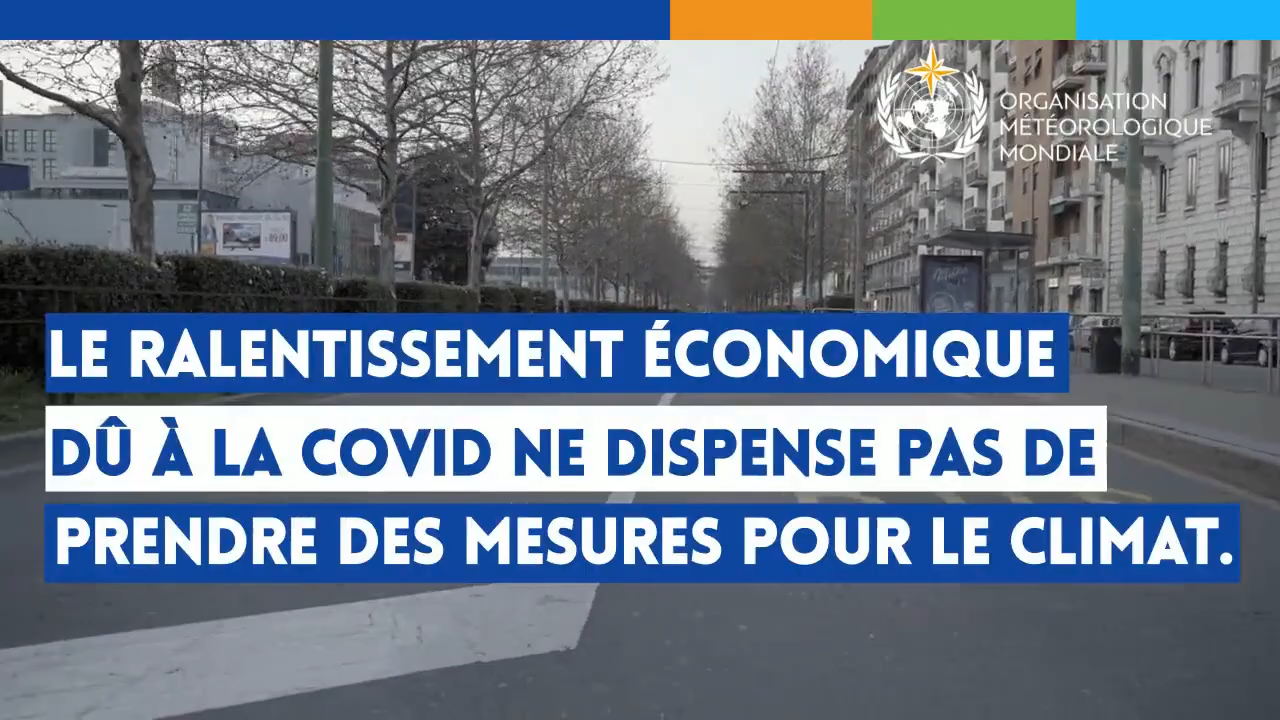 ORGANISATION
MÉTÉOROLOGIQUE
MONDIALE
LE RALENTISSEMENT ÉCONOMIQUE
DÛ À LA COVID NE DISPENSE PAS DE
PRENDRE DES MESURES POUR LE CLIMAT.